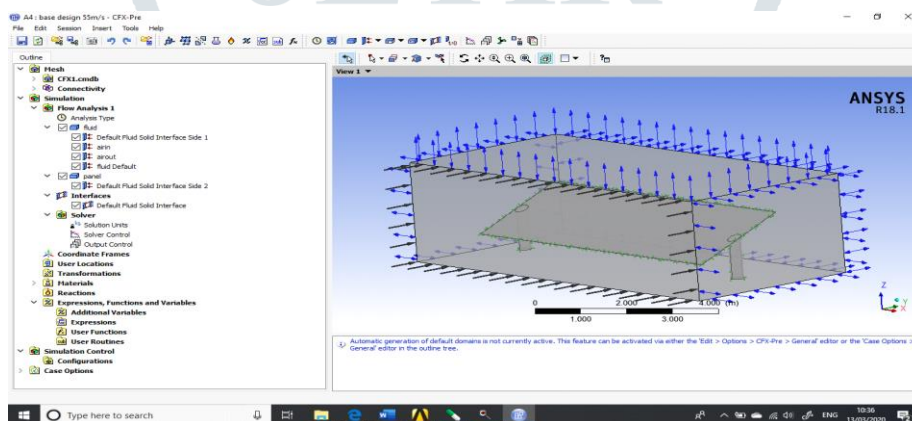 A4 : base design 55m/s - CFX-Pre
File Edit Session Insert Tools Help
Outline
Mesh
CFX1.cmdb
Connectivity
Simulation
Flow Analysis 1
Analysis Type
fluid
Default Fluid Solid Interface Side 1
airin
airout
fluid Default
panel
Default Fluid Solid Interface Side 2
Interfaces
Default Fluid Solid Interface
Solver
Solution Units
Solver Control
Output Control
Coordinate Frames
User Locations
Transformations
Materials
Reactions
Expressions, Functions and Variables
Additional Variables
Expressions
User Functions
User Routines
Simulation Control
Configurations
Case Options
View 1
ANSYS
R18.1
0 2.000 4.000 (m)
1.000 3.000
Z
Y
X
Automatic generation of default domains is not currently active. This feature can be activated via either the 'Edit > Options > CFX-Pre > General' editor or the 'Case Options >
General' editor in the outline tree.
Type here to search
ENG
10:36
13/03/2020